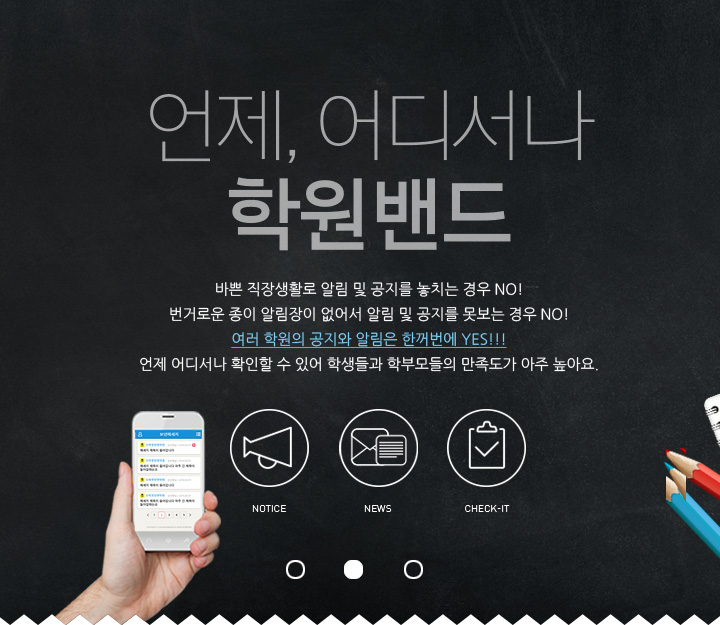 언제, 어디서나
학원밴드
바쁜 직장생활로 알림 및 공지를 놓치는 경우 NO!
번거로운 종이 알림장이 없어서 알림 및 공지를 못보는 경우 NO!
여러 학원의 공지와 알림은 한꺼번에 YES!!!
언제 어디서나 확인할 수 있어 학생들과 학부모들의 만족도가 아주 높아요.
NOTICE
NEWS
CHECK-IT